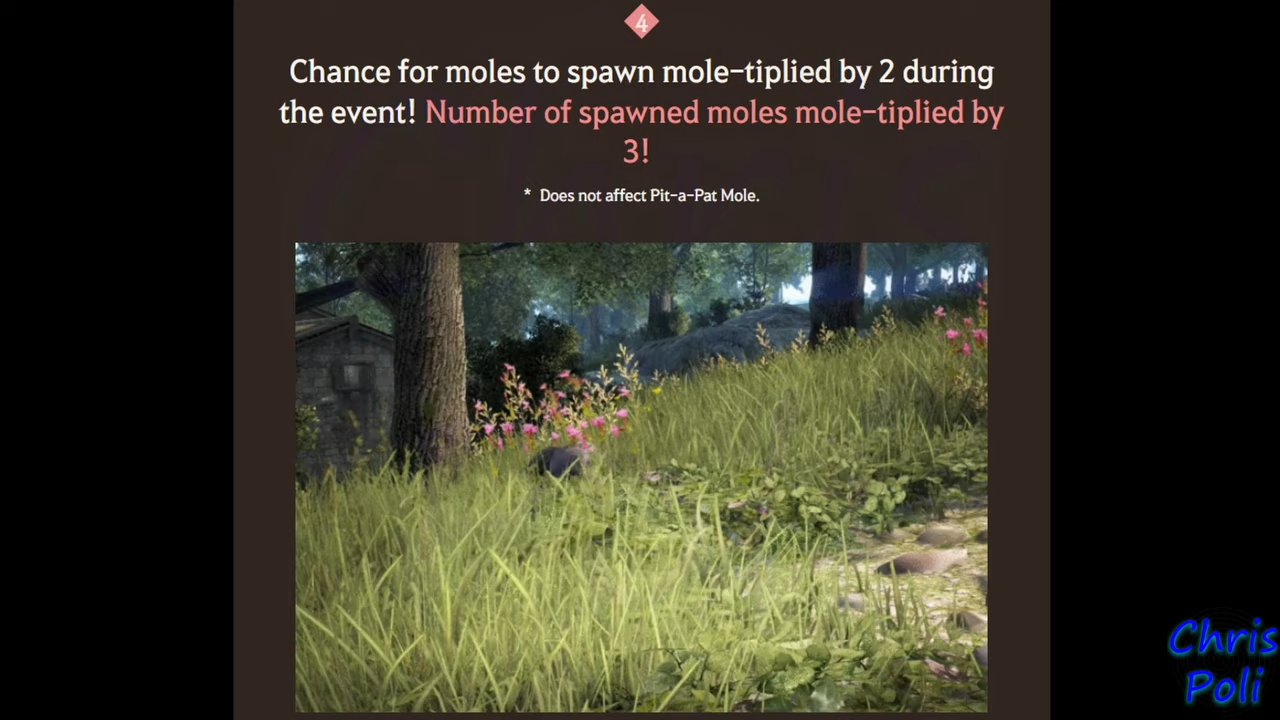 4
Chance for moles to spawn mole-tiplied by 2 during
the event! Number of spawned moles mole-tiplied by
3!
* Does not affect Pit-a-Pat Mole.
Chris
Poli